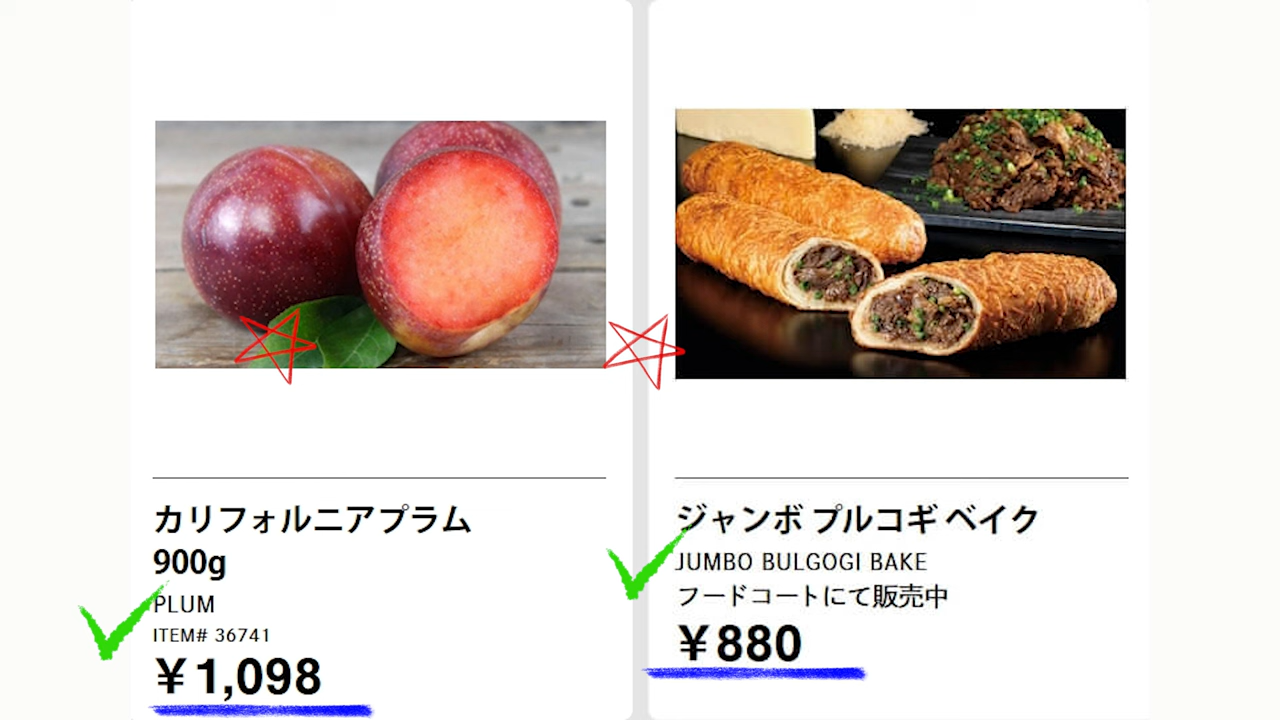 カリフォルニアプラム
900g
PLUM
ITEM# 36741
￥1,098
ジャンボ プルコギ ベイク
JUMBO BULGOGI BAKE
フードコートにて販売中
￥880